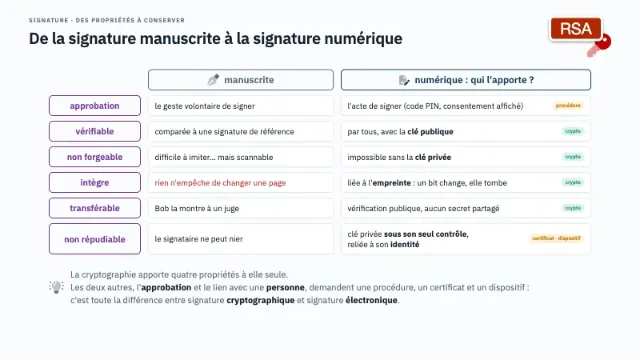 SIGNATURE · DES PROPRIÉTÉS À CONSERVER
De la signature manuscrite à la signature numérique
RSA
manuscrite
numérique : qui l'apporte ?
approbation
le geste volontaire de signer
l'acte de signer (code PIN, consentement affiché)
procédure
vérifiable
comparée à une signature de référence
par tous, avec la clé publique
crypto
non forgeable
difficile à imiter... mais scannable
impossible sans la clé privée
crypto
intègre
rien n'empêche de changer une page
liée à l'empreinte : un bit change, elle tombe
crypto
transférable
Bob la montre à un juge
vérification publique, aucun secret partagé
crypto
non répudiable
le signataire ne peut nier
clé privée sous son seul contrôle,
reliée à son identité
certificat · dispositif
La cryptographie apporte quatre propriétés à elle seule.
Les deux autres, l'approbation et le lien avec une personne, demandent une procédure, un certificat et un dispositif :
c'est toute la différence entre signature cryptographique et signature électronique.